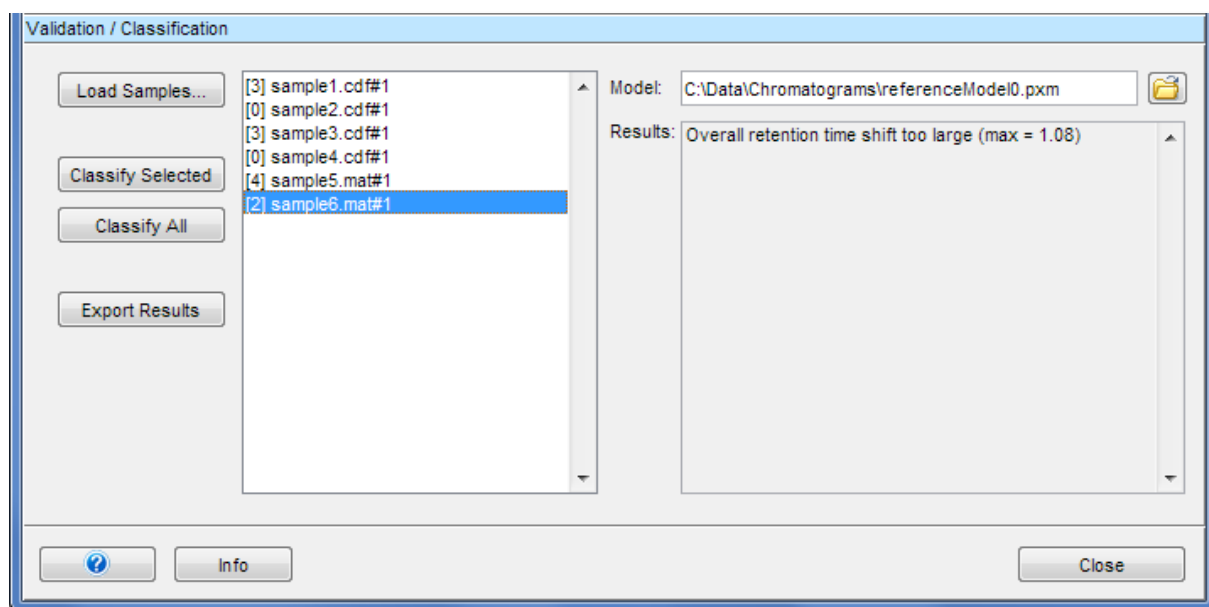 Validation / Classification
Load Samples...
Classify Selected
Classify All
Export Results
[3] sample1.cdf#1
[0] sample2.cdf#1
[3] sample3.cdf#1
[0] sample4.cdf#1
[4] sample5.mat#1
[2] sample6.mat#1
Model: C:\Data\Chromatograms\referenceModel0.pxm
Results: Overall retention time shift too large (max = 1.08)
?
Info
Close